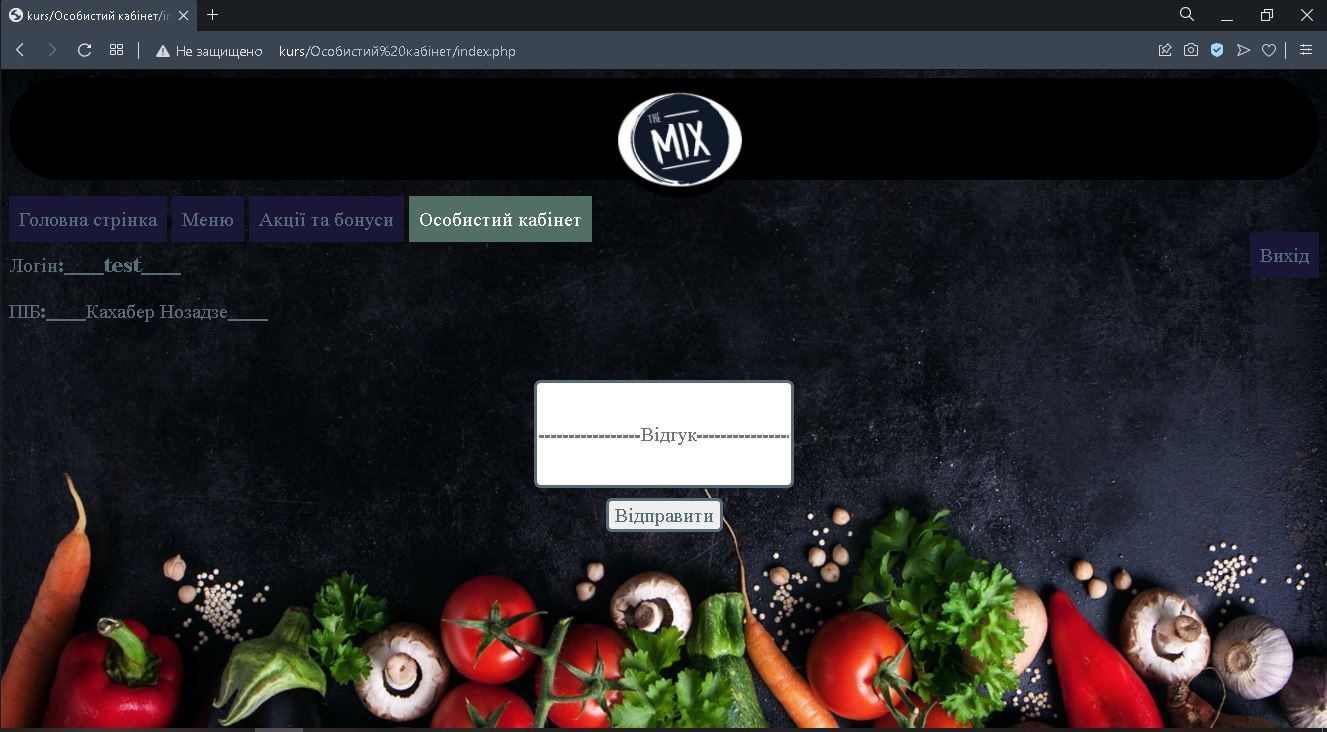 kurs/Особистий кабінет/ir
Не защищено kurs/Особистий%20кабінет/index.php
THE
MIX
Головна стрінка Меню Акції та бонуси Особистий кабінет
Вихід
Логін:____test____
ПІБ:____Кахабер Нозадзе____
-----------------Відгук----------------
Відправити